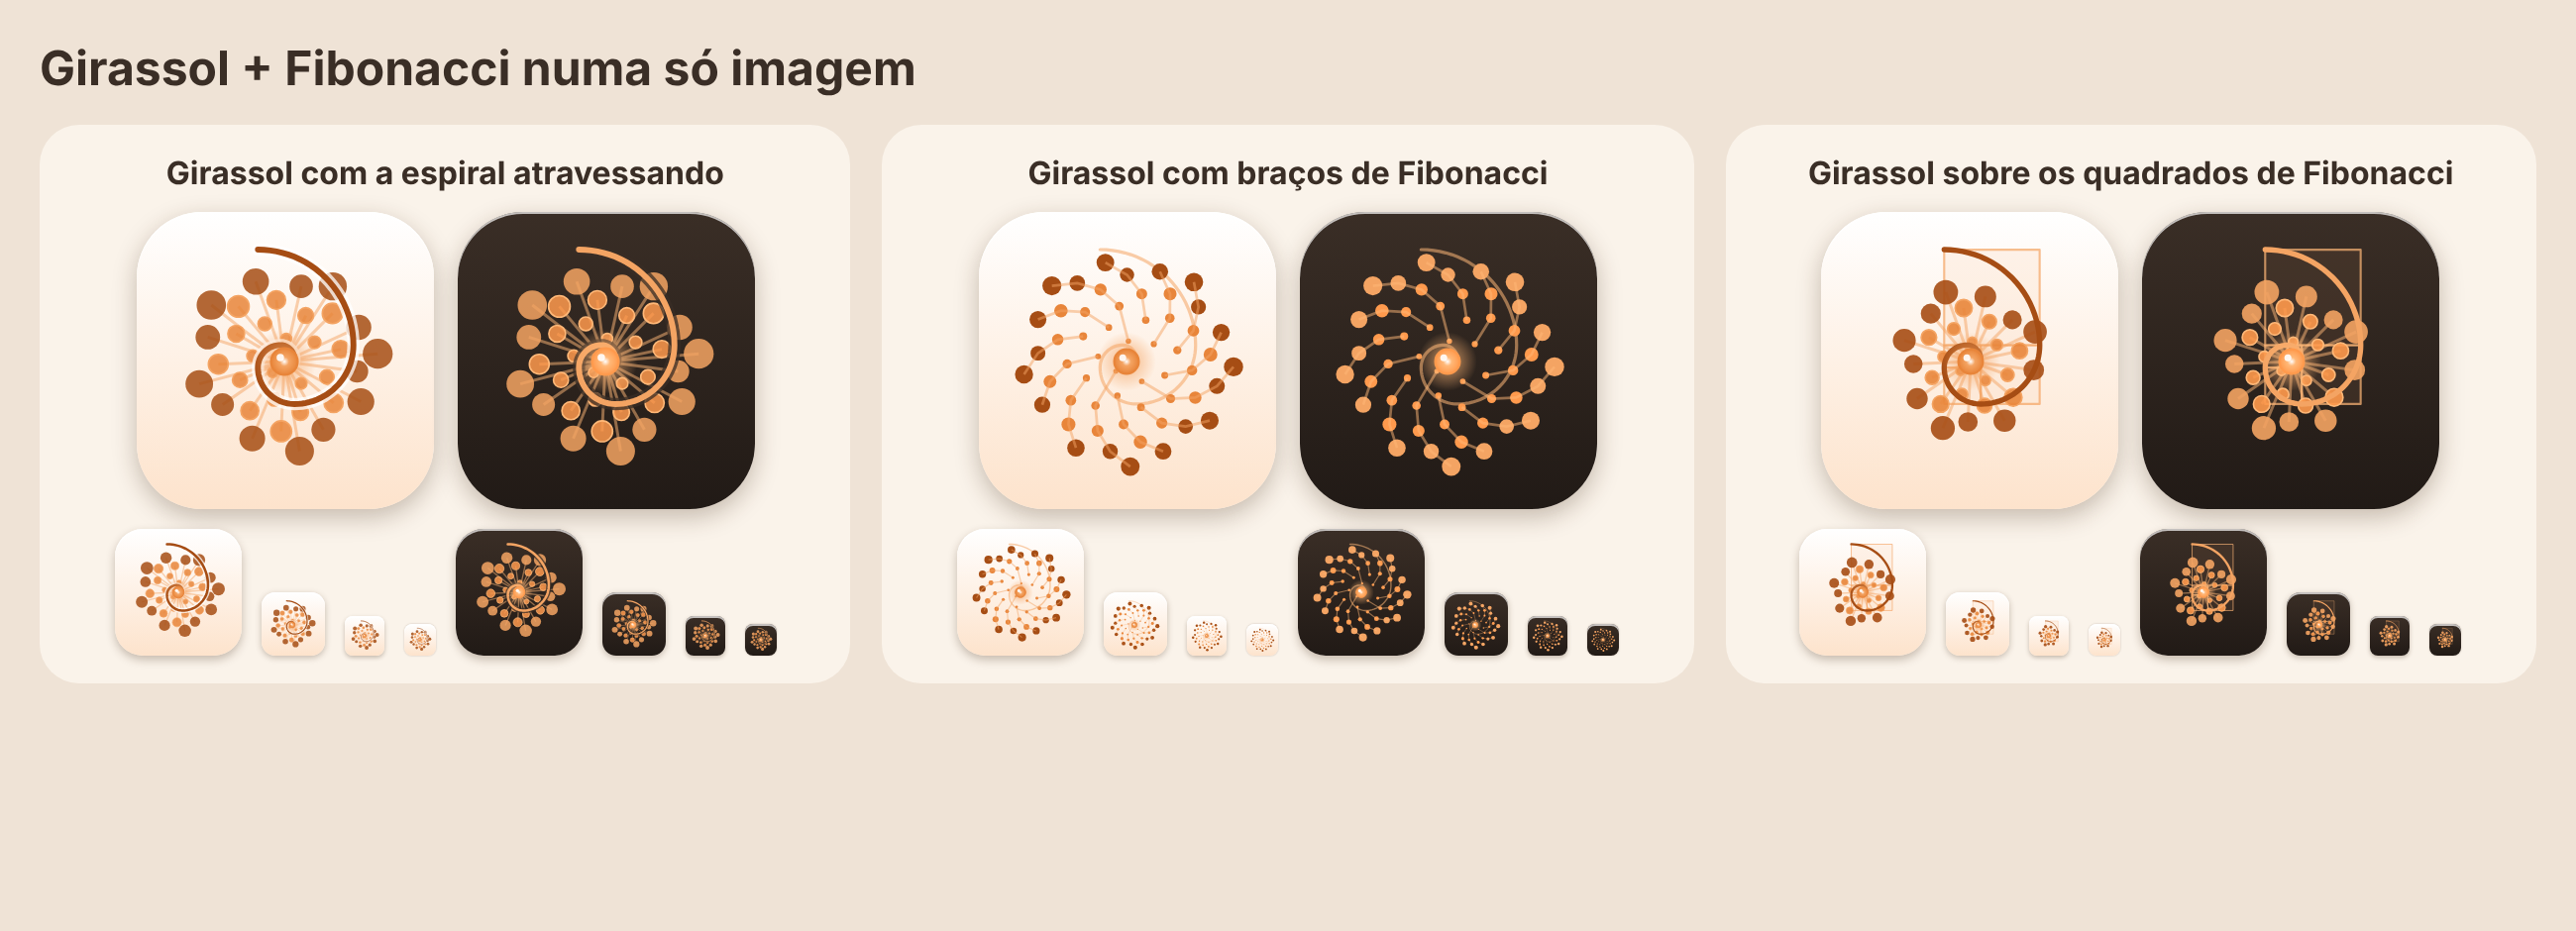 Girassol + Fibonacci numa só imagem
Girassol com a espiral atravessando
Girassol com braços de Fibonacci
Girassol sobre os quadrados de Fibonacci